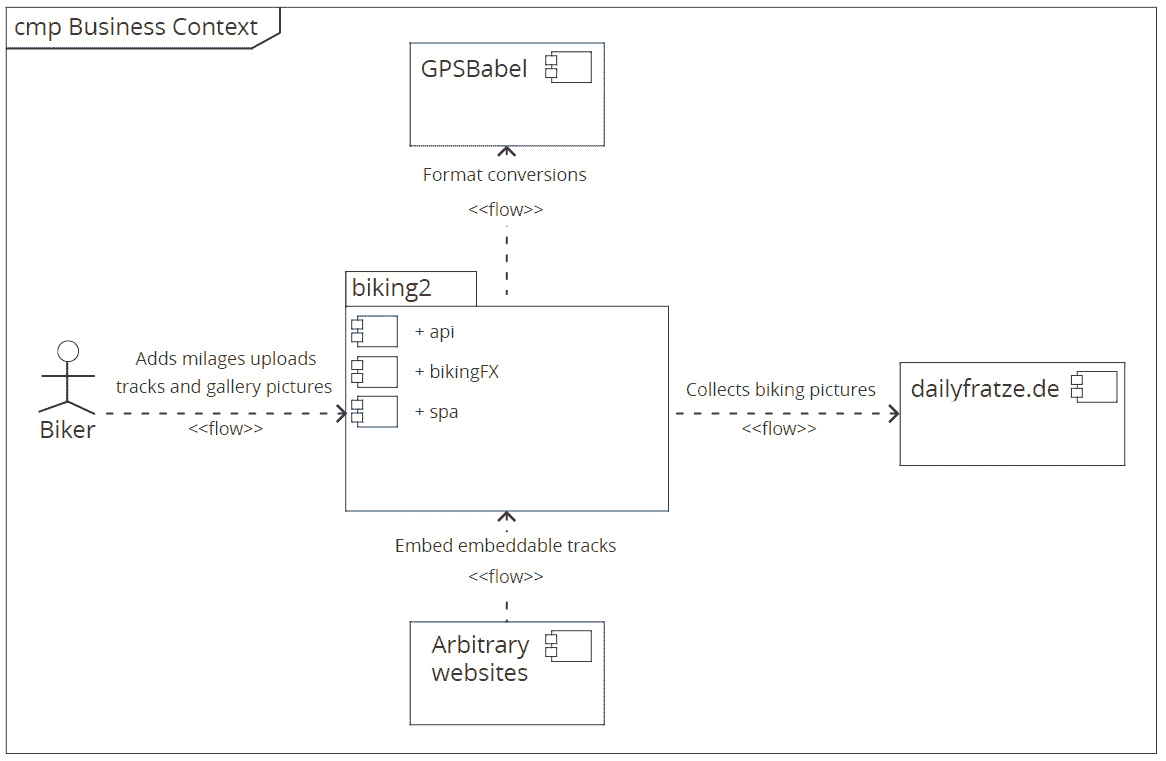 cmp Business Context
GPSBabel
Format conversions
<<flow>>
biking2
+ api
+ bikingFX
+ spa
Adds milages uploads
tracks and gallery pictures
<<flow>>
Biker
Collects biking pictures
<<flow>>
dailyfratze.de
Embed embeddable tracks
<<flow>>
Arbitrary
websites